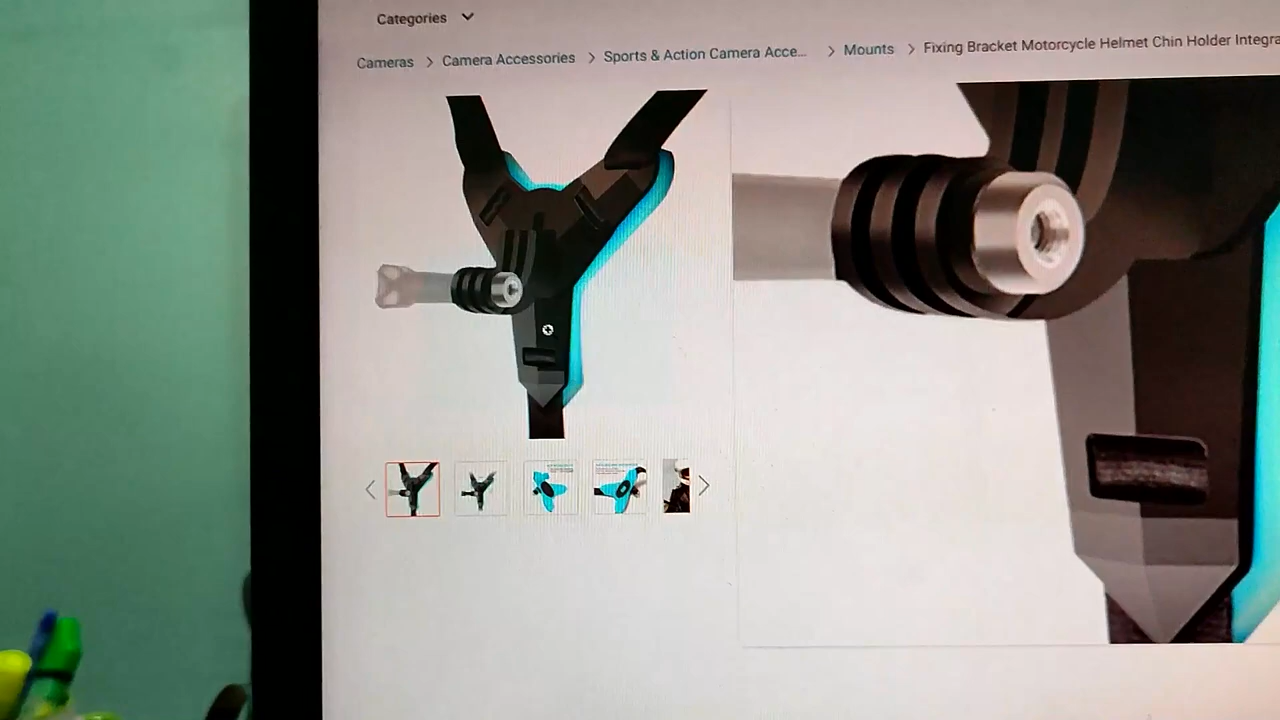 Categories
Cameras > Camera Accessories > Sports & Action Camera Acce... > Mounts > Fixing Bracket Motorcycle Helmet Chin Holder Integra